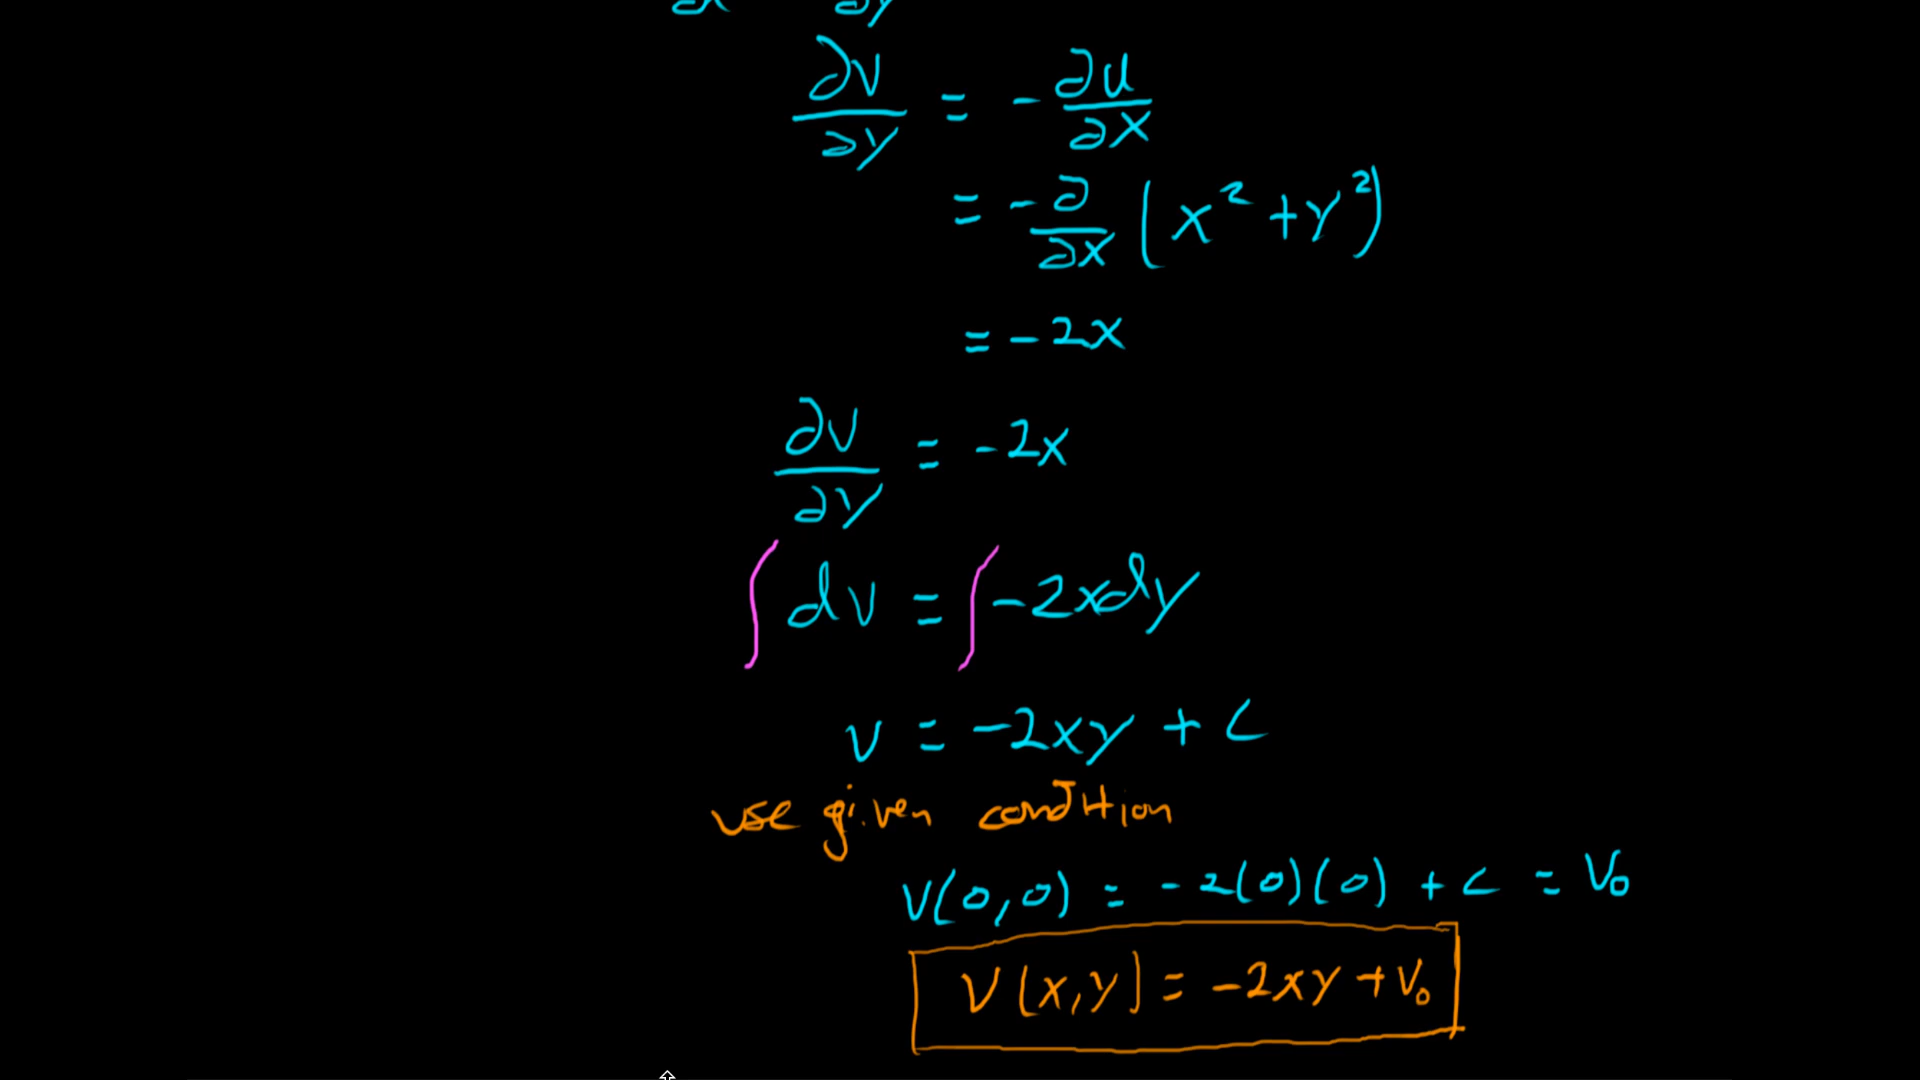 ∂x ∂y
∂v/∂y = -∂u/∂x
= -∂/∂x (x² + y²)
= -2x
∂v/∂y = -2x
∫dv = ∫-2xdy
v = -2xy + c
use given condition
v(0,0) = -2(0)(0) + c = v₀
v(x,y) = -2xy + v₀